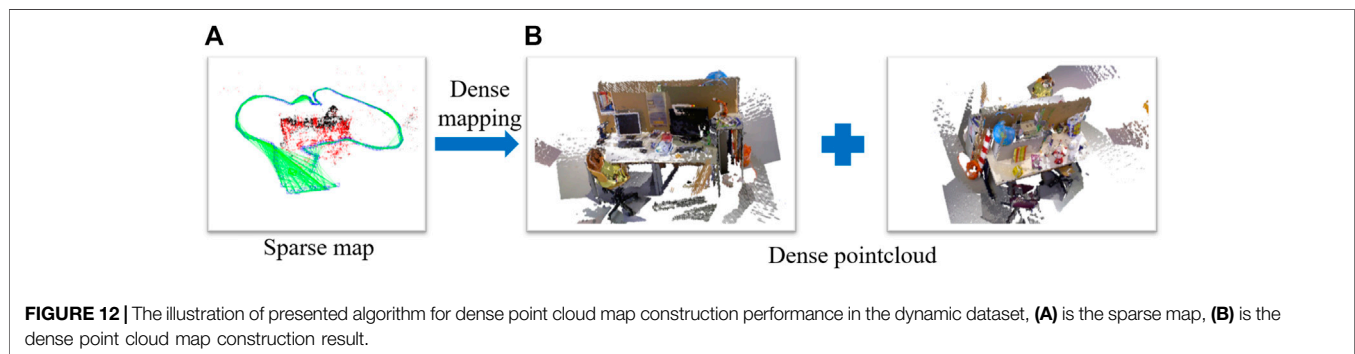 A
B
Dense
mapping
Sparse map
Dense pointcloud
FIGURE 12 | The illustration of presented algorithm for dense point cloud map construction performance in the dynamic dataset, (A) is the sparse map, (B) is the
dense point cloud map construction result.